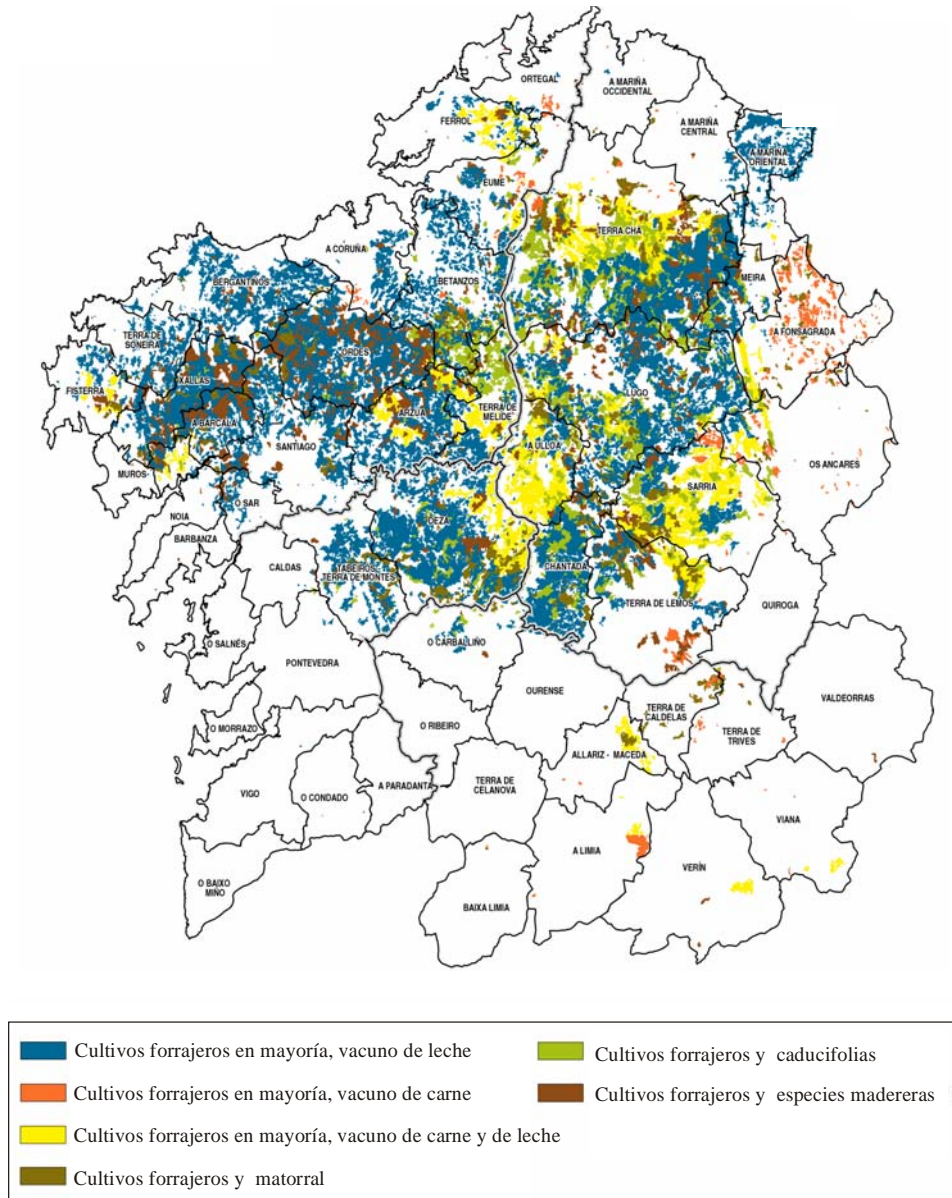 ORTEGAL
A MARIÑA
OCCIDENTAL
A MARIÑA
CENTRAL
FERROL
A MARIÑA
ORIENTAL
EUME
TERRA CHÁ
A CORUÑA
BERGANTIÑOS
BETANZOS
MEIRA
A FONSAGRADA
TERRA DE
SONEIRA
ORDES
XALLAS
FISTERRA
LUGO
ARZÚA
TERRA DE
MELIDE
A BARCALA
SANTIAGO
A ULLOA
OS ANCARES
MUROS-
SARRIA
O SAR
NOIA
DEZA
BARBANZA
CALDAS
CHANTADA
TABEIROS-
TERRA DE MONTES
TERRA DE LEMOS
QUIROGA
O SALNÉS
O CARBALLIÑO
PONTEVEDRA
OURENSE
VALDEORRAS
TERRA DE
CALDELAS
O MORRAZO
O RIBEIRO
TERRA DE
TRIVES
ALLARIZ - MACEDA
VIGO
O CONDADO
A PARADANTA
TERRA DE
CELANOVA
VIANA
A LIMIA
VERÍN
O BAIXO
MIÑO
BAIXA LIMIA
Cultivos forrajeros en mayoría, vacuno de leche
Cultivos forrajeros en mayoría, vacuno de carne
Cultivos forrajeros en mayoría, vacuno de carne y de leche
Cultivos forrajeros y matorral
Cultivos forrajeros y caducifolias
Cultivos forrajeros y especies madereras